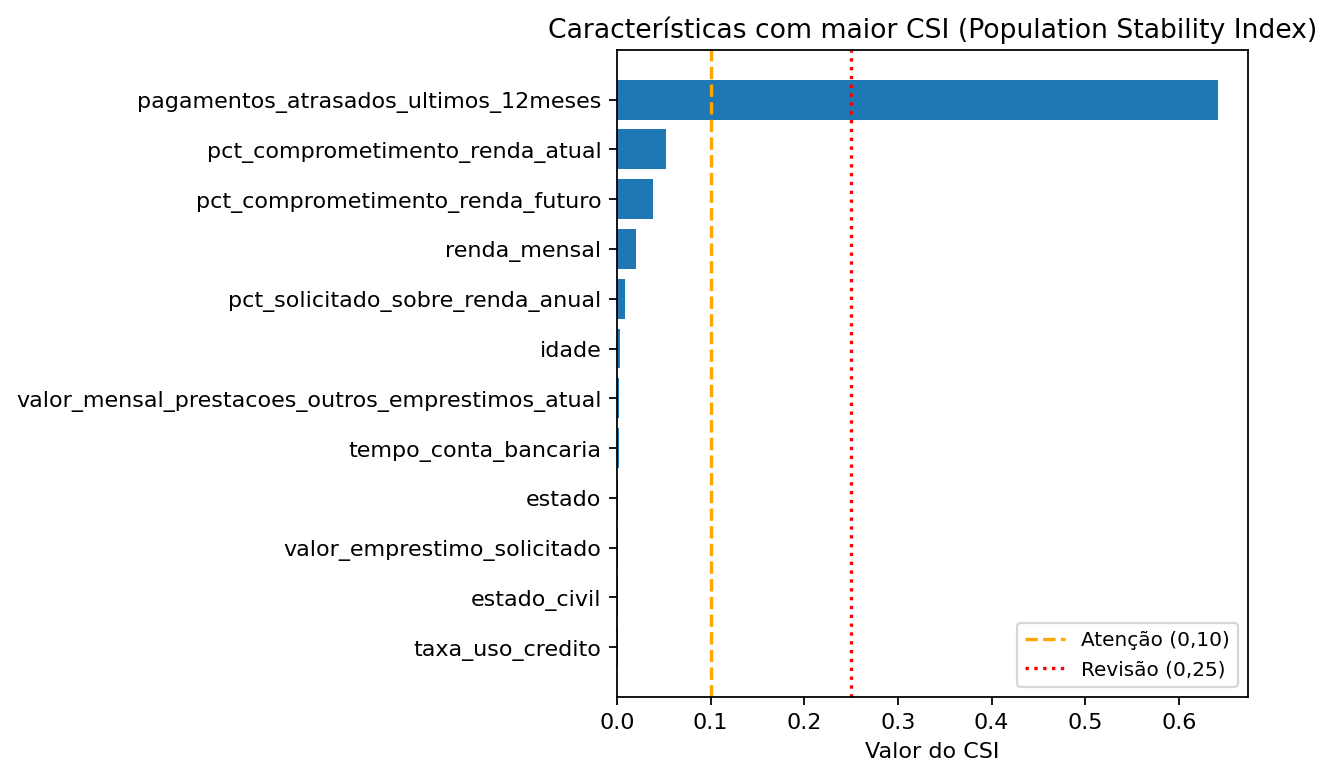 Características com maior CSI (Population Stability Index)
pagamentos_atrasados_ultimos_12meses
pct_comprometimento_renda_atual
pct_comprometimento_renda_futuro
renda_mensal
pct_solicitado_sobre_renda_anual
idade
valor_mensal_prestacoes_outros_emprestimos_atual
tempo_conta_bancaria
estado
valor_emprestimo_solicitado
estado_civil
taxa_uso_credito
Atenção (0,10)
Revisão (0,25)
0.0 0.1 0.2 0.3 0.4 0.5 0.6
Valor do CSI